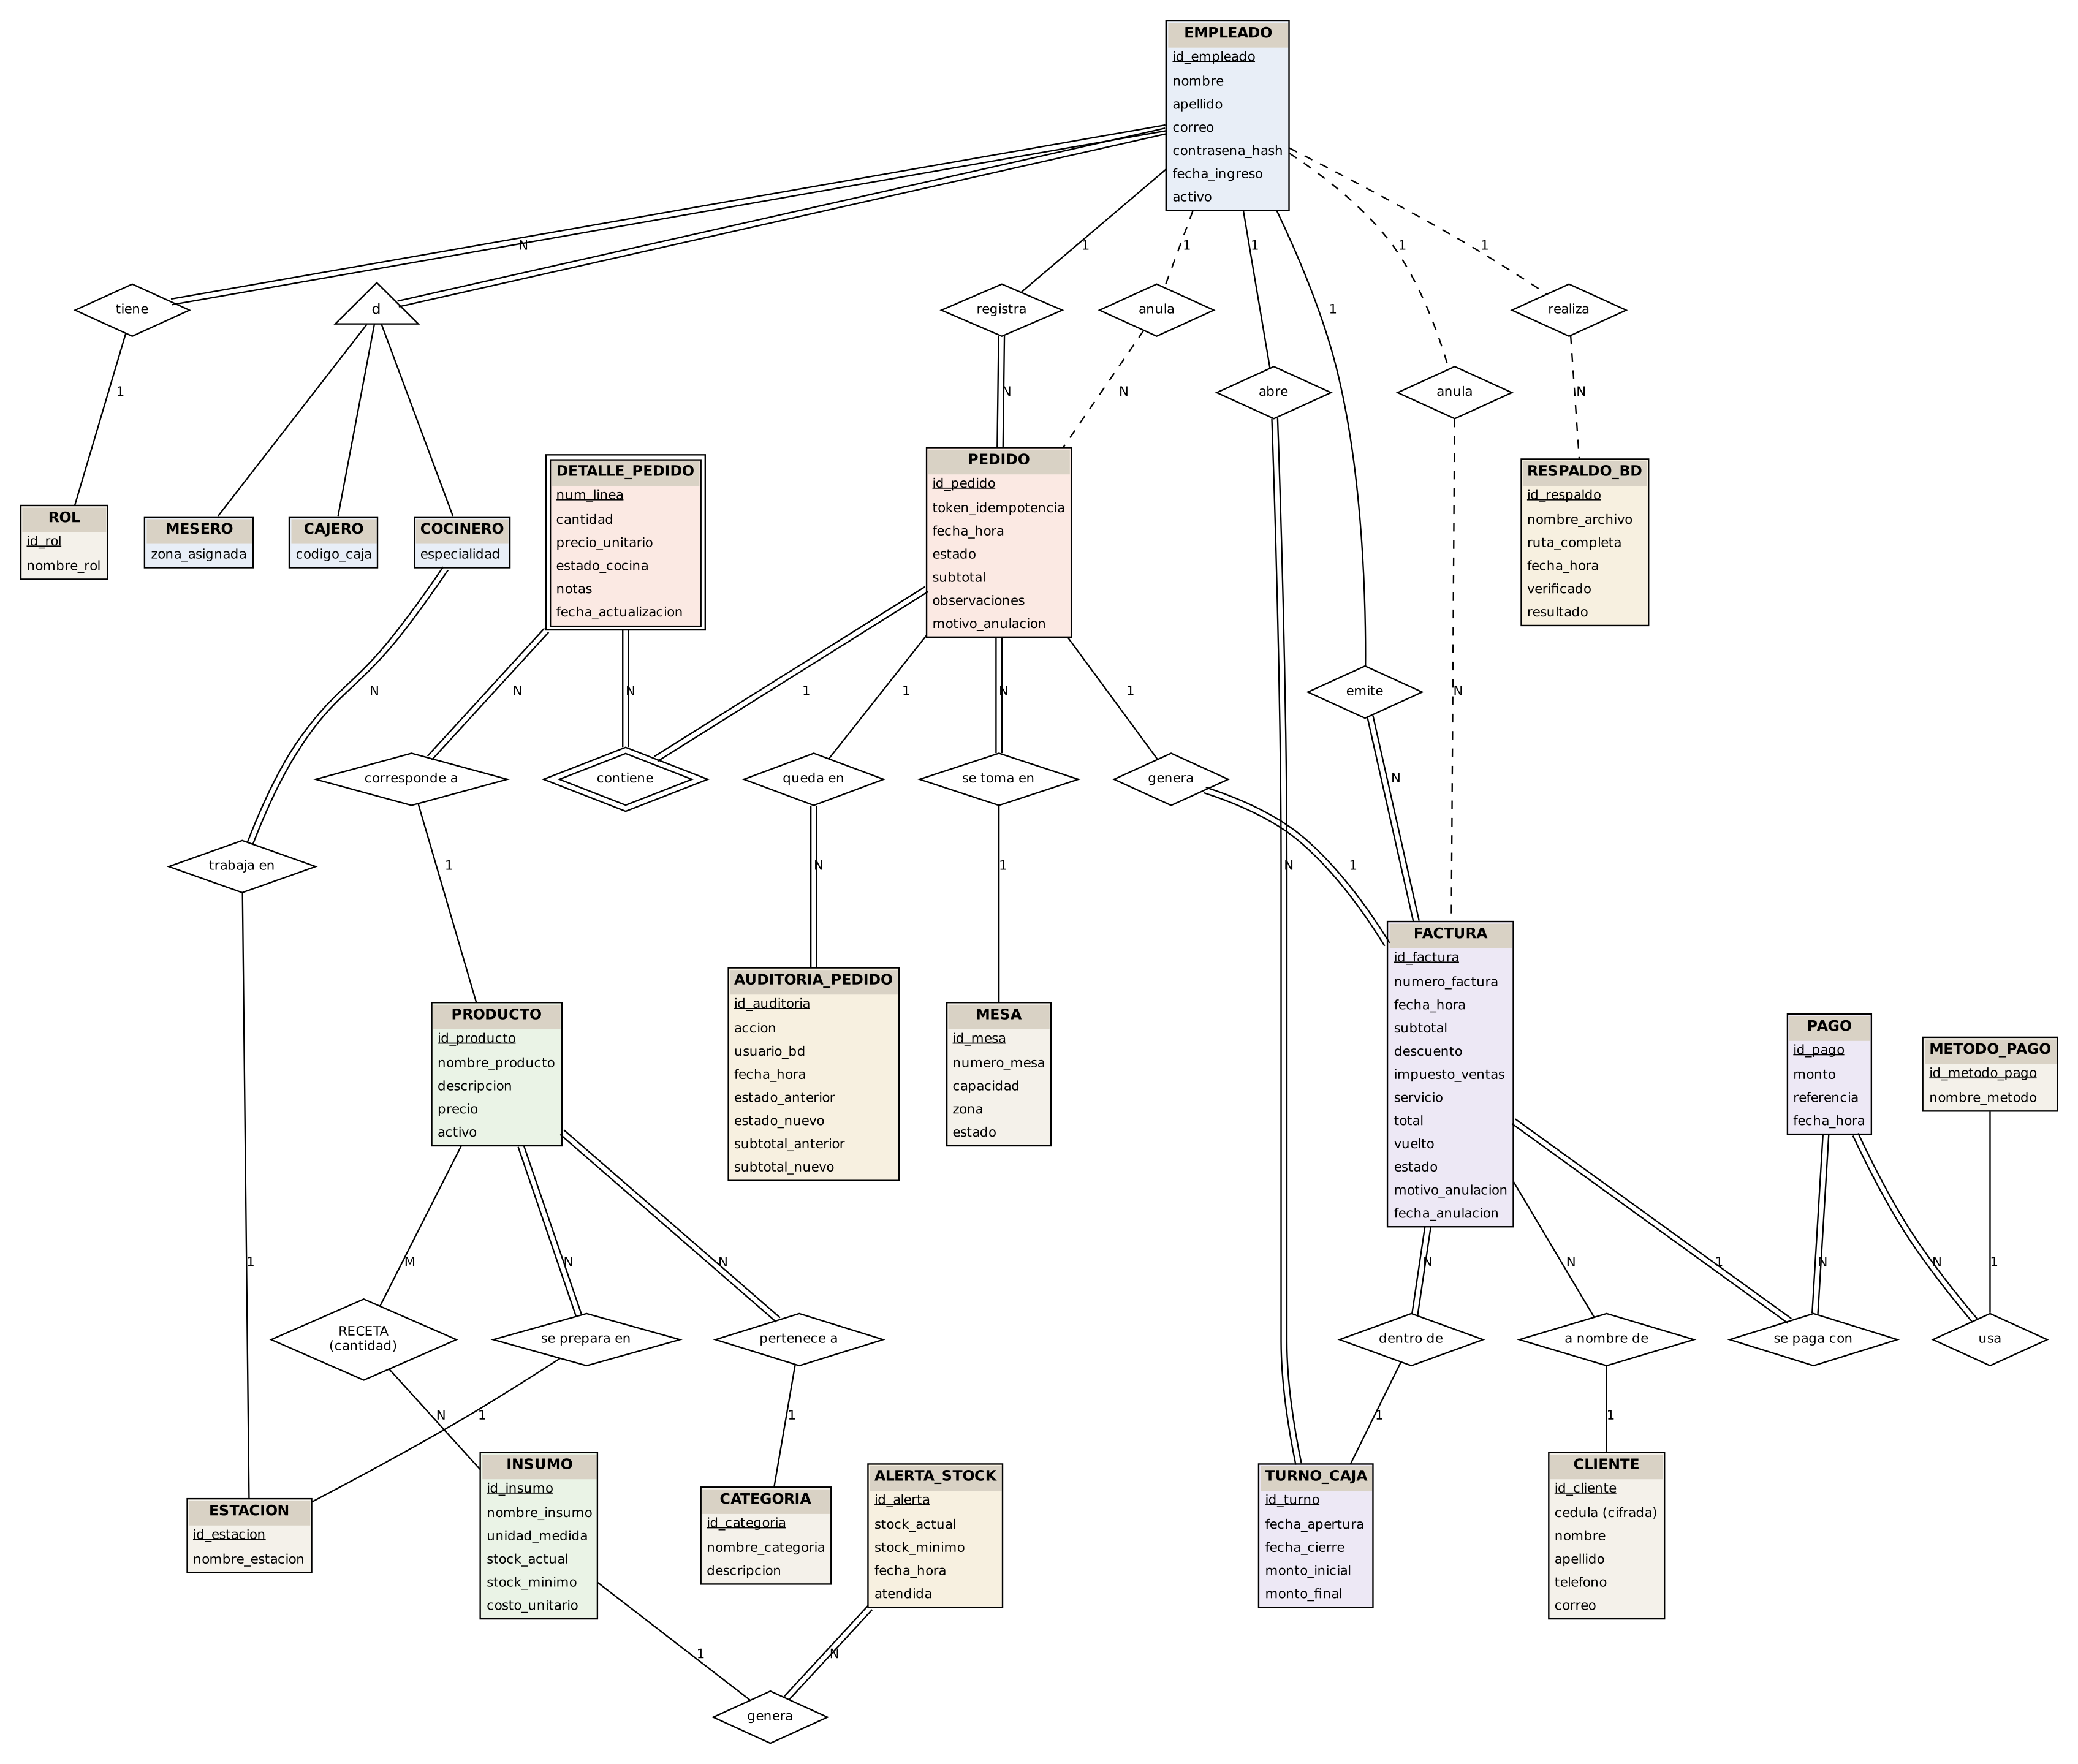 EMPLEADO
id_empleado
nombre
apellido
correo
contrasena_hash
fecha_ingreso
activo
N
1
1
1
1
1
1
tiene
d
registra
anula
realiza
abre
anula
1
N
N
N
ROL
id_rol
nombre_rol
MESERO
zona_asignada
CAJERO
codigo_caja
COCINERO
especialidad
DETALLE_PEDIDO
num_linea
cantidad
precio_unitario
estado_cocina
notas
fecha_actualizacion
PEDIDO
id_pedido
token_idempotencia
fecha_hora
estado
subtotal
observaciones
motivo_anulacion
RESPALDO_BD
id_respaldo
nombre_archivo
ruta_completa
fecha_hora
verificado
resultado
N
N
N
1
1
N
1
emite
N
corresponde a
contiene
queda en
se toma en
genera
N
trabaja en
1
N
1
N
1
FACTURA
id_factura
numero_factura
fecha_hora
subtotal
descuento
impuesto_ventas
servicio
total
vuelto
estado
motivo_anulacion
fecha_anulacion
AUDITORIA_PEDIDO
id_auditoria
accion
usuario_bd
fecha_hora
estado_anterior
estado_nuevo
subtotal_anterior
subtotal_nuevo
PRODUCTO
id_producto
nombre_producto
descripcion
precio
activo
MESA
id_mesa
numero_mesa
capacidad
zona
estado
PAGO
id_pago
monto
referencia
fecha_hora
METODO_PAGO
id_metodo_pago
nombre_metodo
1
M
N
N
N
N
1
N
N
1
RECETA
(cantidad)
se prepara en
pertenece a
dentro de
a nombre de
se paga con
usa
N
1
1
1
1
ESTACION
id_estacion
nombre_estacion
INSUMO
id_insumo
nombre_insumo
unidad_medida
stock_actual
stock_minimo
costo_unitario
CATEGORIA
id_categoria
nombre_categoria
descripcion
ALERTA_STOCK
id_alerta
stock_actual
stock_minimo
fecha_hora
atendida
TURNO_CAJA
id_turno
fecha_apertura
fecha_cierre
monto_inicial
monto_final
CLIENTE
id_cliente
cedula (cifrada)
nombre
apellido
telefono
correo
1
N
genera